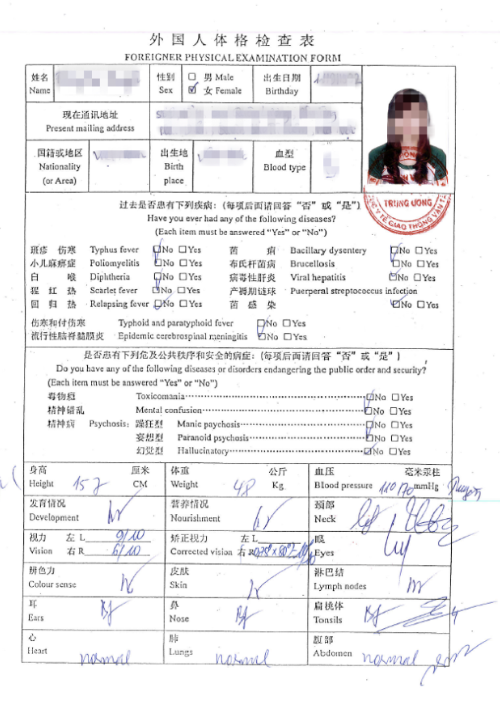 外国人体格检查表
FOREIGNER PHYSICAL EXAMINATION FORM
姓名 Name 性别 Sex □ 男 Male ☑ 女 Female 出生日期 Birthday
现在通讯地址 Present mailing address
国籍或地区 Nationality (or Area) 出生地 Birth place 血型 Blood type
TRUNG ƯƠNG
Y TẾ GIAO THÔNG VẬN T
过去是否患有下列疾病：(每项后面请回答“否”或“是”)
Have you ever had any of the following diseases?
(Each item must be answered "Yes" or "No")
斑疹伤寒 Typhus fever ☑No □Yes 菌痢 Bacillary dysentery ☑No □Yes
小儿麻痹症 Poliomyelitis ☑No □Yes 布氏杆菌病 Brucellosis ☑No □Yes
白喉 Diphtheria ☑No □Yes 病毒性肝炎 Viral hepatitis ☑No □Yes
猩红热 Scarlet fever ☑No □Yes 产褥期链球 Puerperal streptococcus infection
回归热 Relapsing fever ☑No □Yes 菌感染 ☑No □Yes
伤寒和付伤寒 Typhoid and paratyphoid fever ☑No □Yes
流行性脑脊髓膜炎 Epidemic cerebrospinal meningitis ☑No □Yes
是否患有下列危及公共秩序和安全的病症：(每项后面请回答“否”或“是”)
Do you have any of the following diseases or disorders endangering the public order and security?
(Each item must be answered "Yes" or "No")
毒物瘾 Toxicomania ☑No □Yes
精神错乱 Mental confusion ☑No □Yes
精神病 Psychosis: 躁狂型 Manic psychosis ☑No □Yes
妄想型 Paranoid psychosis ☑No □Yes
幻觉型 Hallucinatory ☑No □Yes
身高 厘米 体重 公斤 血压 毫米汞柱
Height 157 CM Weight 48 Kg Blood pressure 110/70 mmHg
发育情况 营养情况 颈部
Development Nourishment Neck
视力 左 L 9/10 矫正视力 左 L 眼
Vision 右 R 6/10 Corrected vision 右 R Eyes
辨色力 皮肤 淋巴结
Colour sense Skin Lymph nodes
耳 鼻 扁桃体
Ears Bt Nose Bt Tonsils Bt
心 肺 腹部
Heart normal Lungs normal Abdomen normal